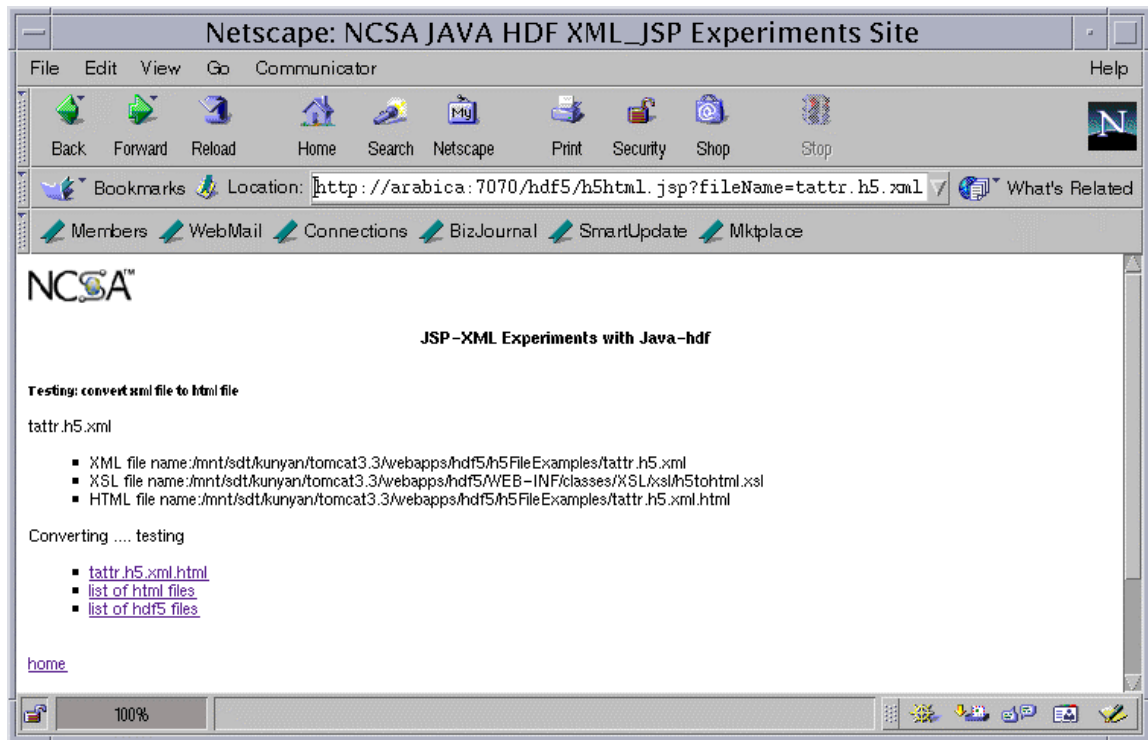 Netscape: NCSA JAVA HDF XML_JSP Experiments Site
File Edit View Go Communicator Help
My N
Back Forward Reload Home Search Netscape Print Security Shop Stop
Bookmarks Location: http://arabica:7070/hdf5/h5html.jsp?fileName=tattr.h5.xml What's Related
Members WebMail Connections BizJournal SmartUpdate Mktplace
NCSA™
JSP-XML Experiments with Java-hdf
Testing: convert xml file to html file
tattr.h5.xml
XML file name:/mnt/sdt/kunyan/tomcat3.3/webapps/hdf5/h5FileExamples/tattr.h5.xml
XSL file name:/mnt/sdt/kunyan/tomcat3.3/webapps/hdf5/WEB-INF/classes/XSL/xsl/h5tohtml.xsl
HTML file name:/mnt/sdt/kunyan/tomcat3.3/webapps/hdf5/h5FileExamples/tattr.h5.xml.html
Converting .... testing
tattr.h5.xml.html
list of html files
list of hdf5 files
home
100%